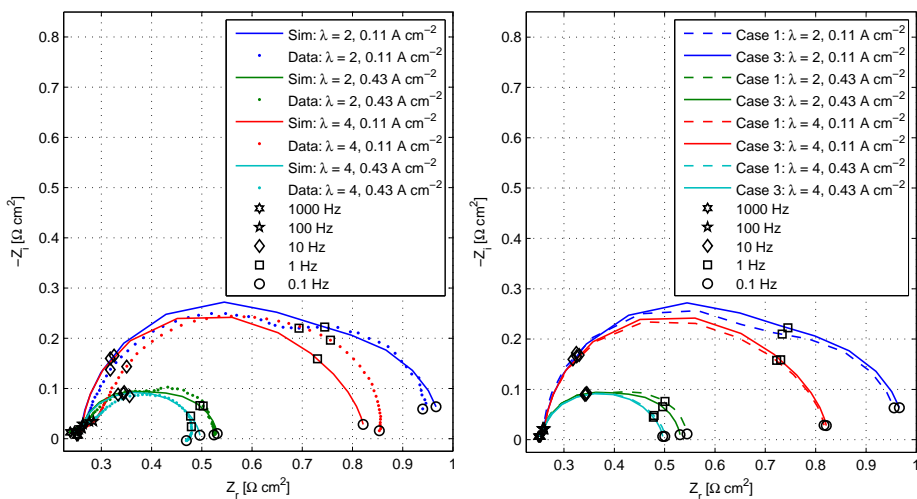 0.8
0.7
0.6
0.5
0.4
0.3
0.2
0.1
0
−Z_i [Ω cm²]
0.3 0.4 0.5 0.6 0.7 0.8 0.9 1
Z_r [Ω cm²]
Sim: λ = 2, 0.11 A cm⁻²
Data: λ = 2, 0.11 A cm⁻²
Sim: λ = 2, 0.43 A cm⁻²
Data: λ = 2, 0.43 A cm⁻²
Sim: λ = 4, 0.11 A cm⁻²
Data: λ = 4, 0.11 A cm⁻²
Sim: λ = 4, 0.43 A cm⁻²
Data: λ = 4, 0.43 A cm⁻²
1000 Hz
100 Hz
10 Hz
1 Hz
0.1 Hz
0.8
0.7
0.6
0.5
0.4
0.3
0.2
0.1
0
−Z_i [Ω cm²]
0.3 0.4 0.5 0.6 0.7 0.8 0.9 1
Z_r [Ω cm²]
Case 1: λ = 2, 0.11 A cm⁻²
Case 3: λ = 2, 0.11 A cm⁻²
Case 1: λ = 2, 0.43 A cm⁻²
Case 3: λ = 2, 0.43 A cm⁻²
Case 1: λ = 4, 0.11 A cm⁻²
Case 3: λ = 4, 0.11 A cm⁻²
Case 1: λ = 4, 0.43 A cm⁻²
Case 3: λ = 4, 0.43 A cm⁻²
1000 Hz
100 Hz
10 Hz
1 Hz
0.1 Hz